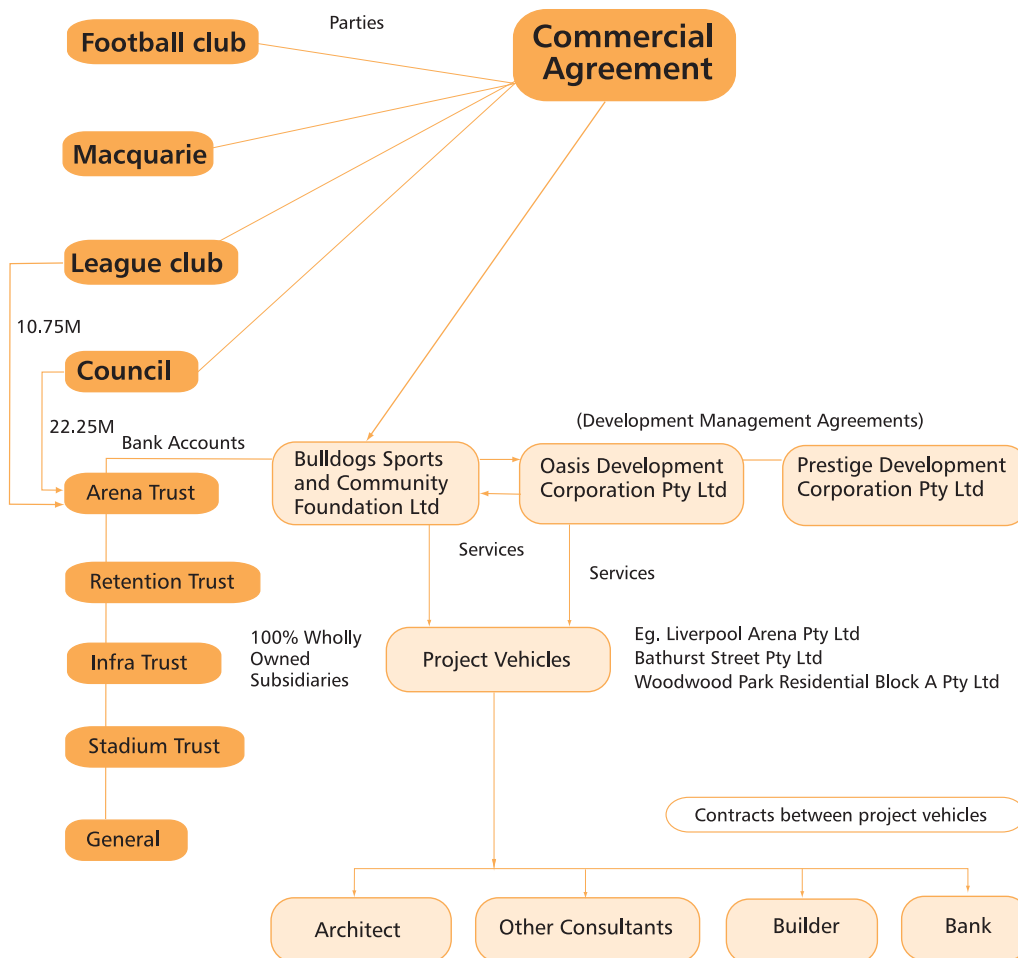 Parties
Football club
Commercial
Agreement
Macquarie
League club
10.75M
Council
22.25M
Bank Accounts
(Development Management Agreements)
Arena Trust
Bulldogs Sports
and Community
Foundation Ltd
Oasis Development
Corporation Pty Ltd
Prestige Development
Corporation Pty Ltd
Services
Services
Retention Trust
Infra Trust
100% Wholly
Owned
Subsidiaries
Project Vehicles
Eg. Liverpool Arena Pty Ltd
Bathurst Street Pty Ltd
Woodwood Park Residential Block A Pty Ltd
Stadium Trust
General
Contracts between project vehicles
Architect
Other Consultants
Builder
Bank